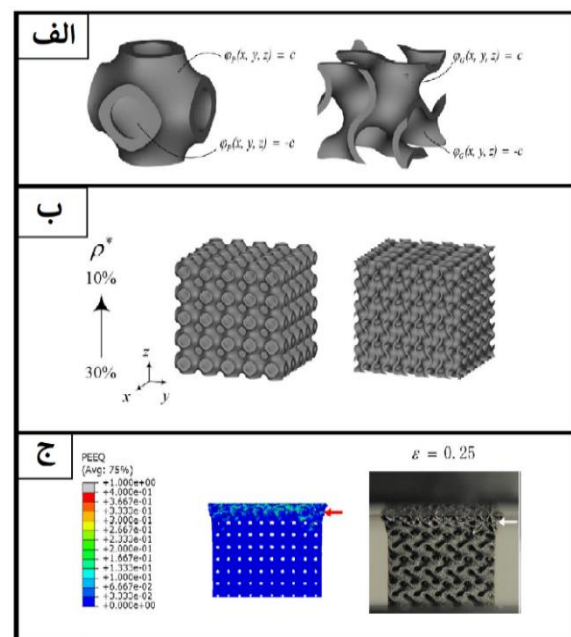 الف
φP(x, y, z) = c
φG(x, y, z) = c
φP(x, y, z) = -c
φG(x, y, z) = -c
ب
ρ*
10%
30%
z
x
y
ج
ε = 0.25
PEEQ
(Avg: 75%)
+1.000e+00
+4.000e-01
+3.667e-01
+3.333e-01
+3.000e-01
+2.667e-01
+2.333e-01
+2.000e-01
+1.667e-01
+1.333e-01
+1.000e-01
+6.667e-02
+3.333e-02
+0.000e+00